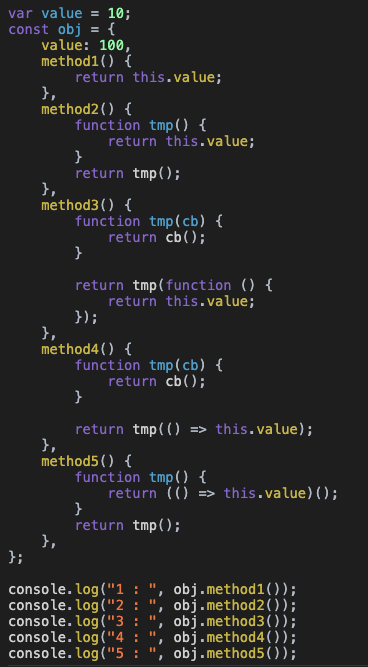 var value = 10;
const obj = {
    value: 100,
    method1() {
        return this.value;
    },
    method2() {
        function tmp() {
            return this.value;
        }
        return tmp();
    },
    method3() {
        function tmp(cb) {
            return cb();
        }

        return tmp(function () {
            return this.value;
        });
    },
    method4() {
        function tmp(cb) {
            return cb();
        }

        return tmp(() => this.value);
    },
    method5() {
        function tmp() {
            return (() => this.value)();
        }
        return tmp();
    },
};

console.log("1 : ", obj.method1());
console.log("2 : ", obj.method2());
console.log("3 : ", obj.method3());
console.log("4 : ", obj.method4());
console.log("5 : ", obj.method5());